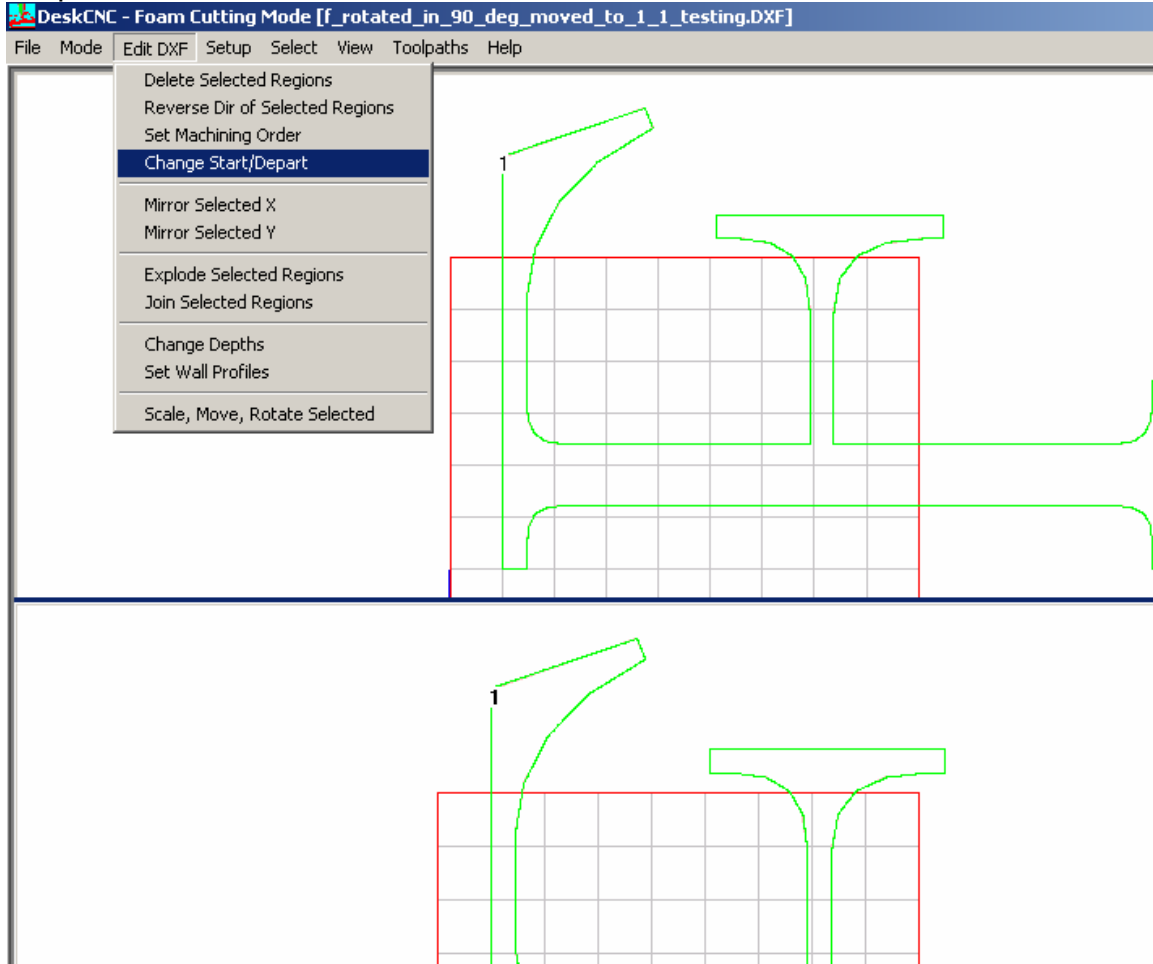 DeskCNC - Foam Cutting Mode [f_rotated_in_90_deg_moved_to_1_1_testing.DXF]
File Mode Edit DXF Setup Select View Toolpaths Help
Delete Selected Regions
Reverse Dir of Selected Regions
Set Machining Order
Change Start/Depart
Mirror Selected X
Mirror Selected Y
Explode Selected Regions
Join Selected Regions
Change Depths
Set Wall Profiles
Scale, Move, Rotate Selected
1
1